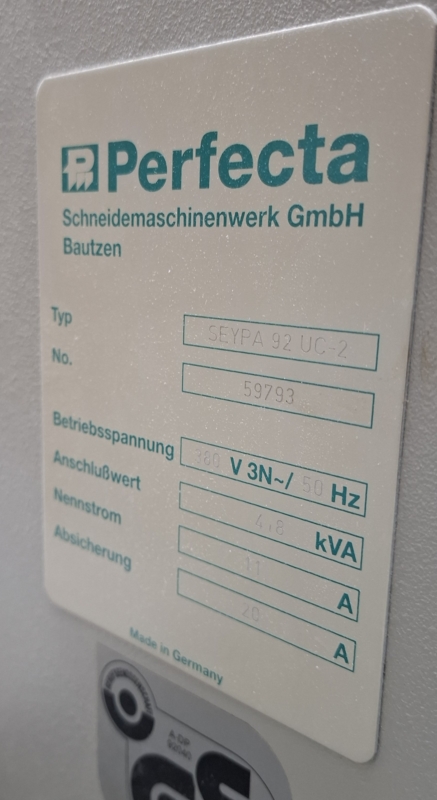 Perfecta
Schneidemaschinenwerk GmbH
Bautzen
Typ SEYPA 92 UC-2
No. 59793
Betriebsspannung 380 V 3N~/ 50 Hz
Anschlußwert 4,8 kVA
Nennstrom 11 A
Absicherung 20 A
Made in Germany
GS